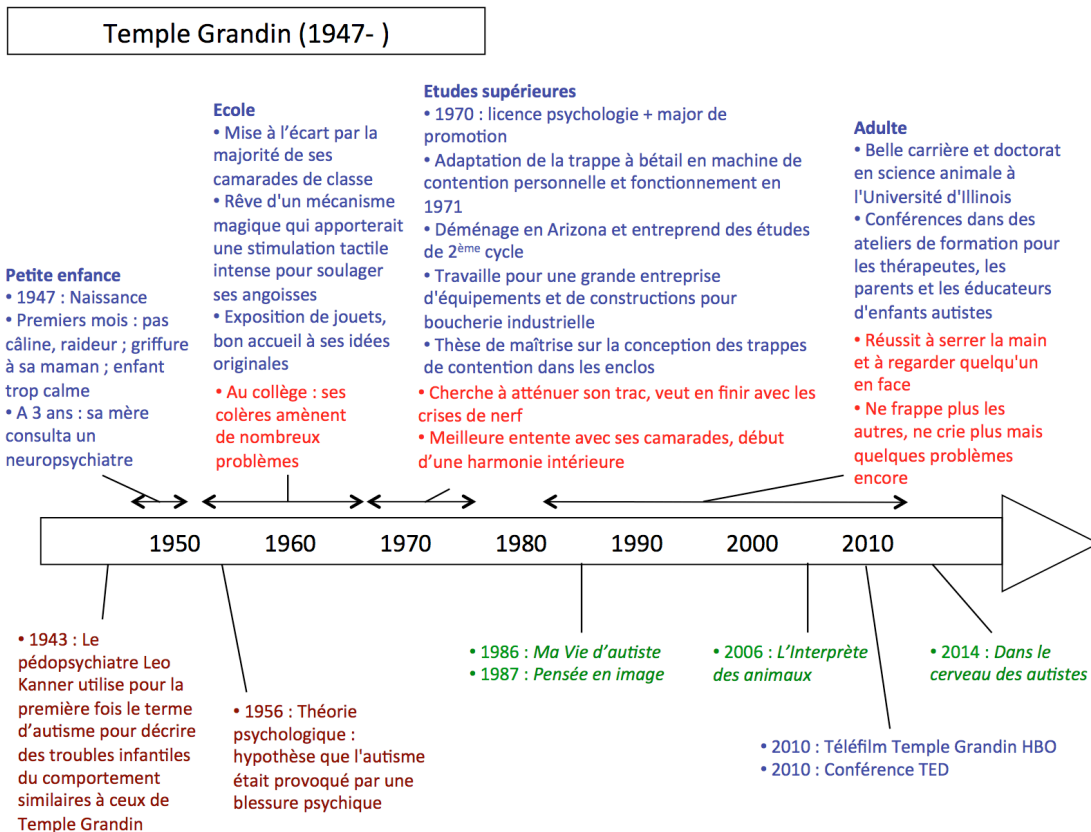 Temple Grandin (1947- )
Petite enfance
• 1947 : Naissance
• Premiers mois : pas
câline, raideur ; griffure
à sa maman ; enfant
trop calme
• A 3 ans : sa mère
consulta un
neuropsychiatre
Ecole
• Mise à l'écart par la
majorité de ses
camarades de classe
• Rêve d'un mécanisme
magique qui apporterait
une stimulation tactile
intense pour soulager
ses angoisses
• Exposition de jouets,
bon accueil à ses idées
originales
• Au collège : ses
colères amènent
de nombreux
problèmes
Etudes supérieures
• 1970 : licence psychologie + major de
promotion
• Adaptation de la trappe à bétail en machine de
contention personnelle et fonctionnement en
1971
• Déménage en Arizona et entreprend des études
de 2ème cycle
• Travaille pour une grande entreprise
d'équipements et de constructions pour
boucherie industrielle
• Thèse de maîtrise sur la conception des trappes
de contention dans les enclos
• Cherche à atténuer son trac, veut en finir avec les
crises de nerf
• Meilleure entente avec ses camarades, début
d'une harmonie intérieure
Adulte
• Belle carrière et doctorat
en science animale à
l'Université d'Illinois
• Conférences dans des
ateliers de formation pour
les thérapeutes, les
parents et les éducateurs
d'enfants autistes
• Réussit à serrer la main
et à regarder quelqu'un
en face
• Ne frappe plus les
autres, ne crie plus mais
quelques problèmes
encore
1950 1960 1970 1980 1990 2000 2010
• 1943 : Le
pédopsychiatre Leo
Kanner utilise pour la
première fois le terme
d'autisme pour décrire
des troubles infantiles
du comportement
similaires à ceux de
Temple Grandin
• 1956 : Théorie
psychologique :
hypothèse que l'autisme
était provoqué par une
blessure psychique
• 1986 : Ma Vie d'autiste
• 1987 : Pensée en image
• 2006 : L'Interprète
des animaux
• 2014 : Dans le
cerveau des autistes
• 2010 : Téléfilm Temple Grandin HBO
• 2010 : Conférence TED